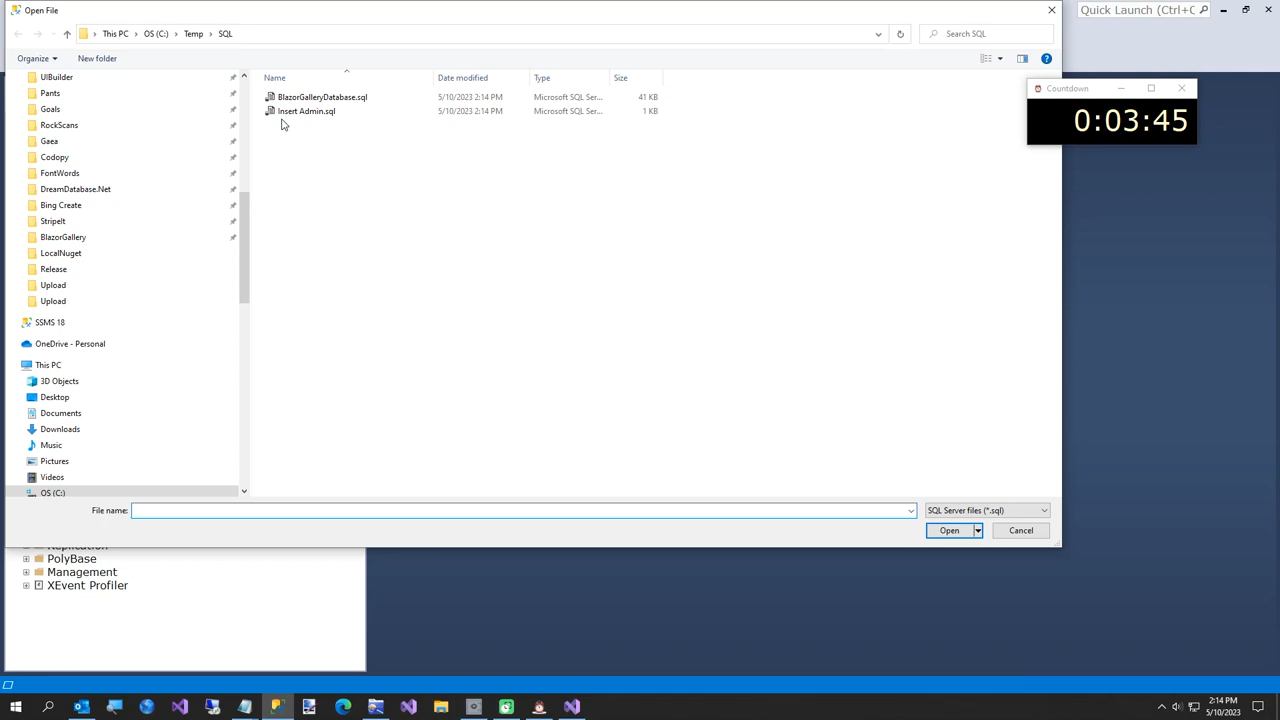 Open File
Quick Launch (Ctrl+Q
This PC
OS (C:)
Temp
SQL
Search SQL
Organize
New folder
Name
Date modified
Type
Size
BlazorGalleryDatabase.sql
5/10/2023 2:14 PM
Microsoft SQL Ser...
41 KB
Insert Admin.sql
5/10/2023 2:14 PM
Microsoft SQL Ser...
1 KB
Countdown
0:03:45
UIBuilder
Pants
Goals
RockScans
Gaea
Codopy
FontWords
DreamDatabase.Net
Bing Create
StripeIt
BlazorGallery
LocalNuget
Release
Upload
Upload
SSMS 18
OneDrive - Personal
This PC
3D Objects
Desktop
Documents
Downloads
Music
Pictures
Videos
OS (C:)
File name:
SQL Server files (*.sql)
Open
Cancel
Replication
PolyBase
Management
XEvent Profiler
2:14 PM
5/10/2023